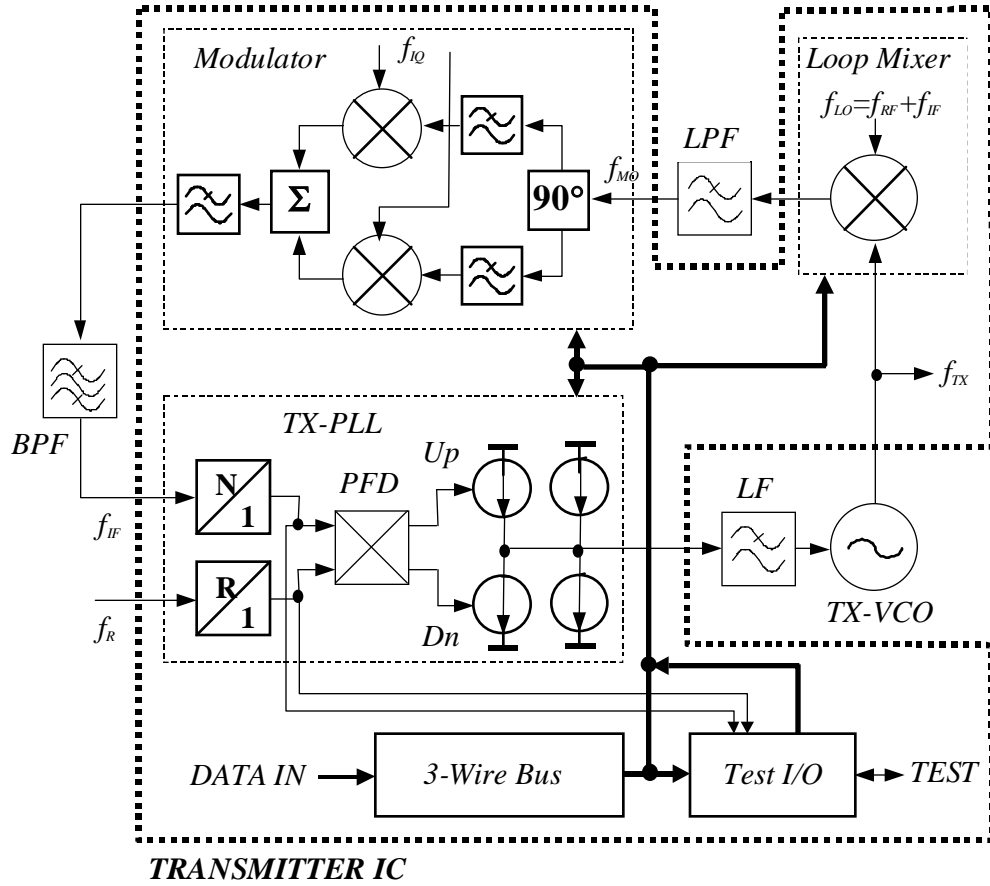 Modulator
f_IQ
Loop Mixer
f_LO=f_RF+f_IF
LPF
f_MO
90°
Σ
BPF
f_TX
TX-PLL
Up
PFD
N/1
LF
f_IF
R/1
f_R
Dn
TX-VCO
DATA IN
3-Wire Bus
Test I/O
TEST
TRANSMITTER IC